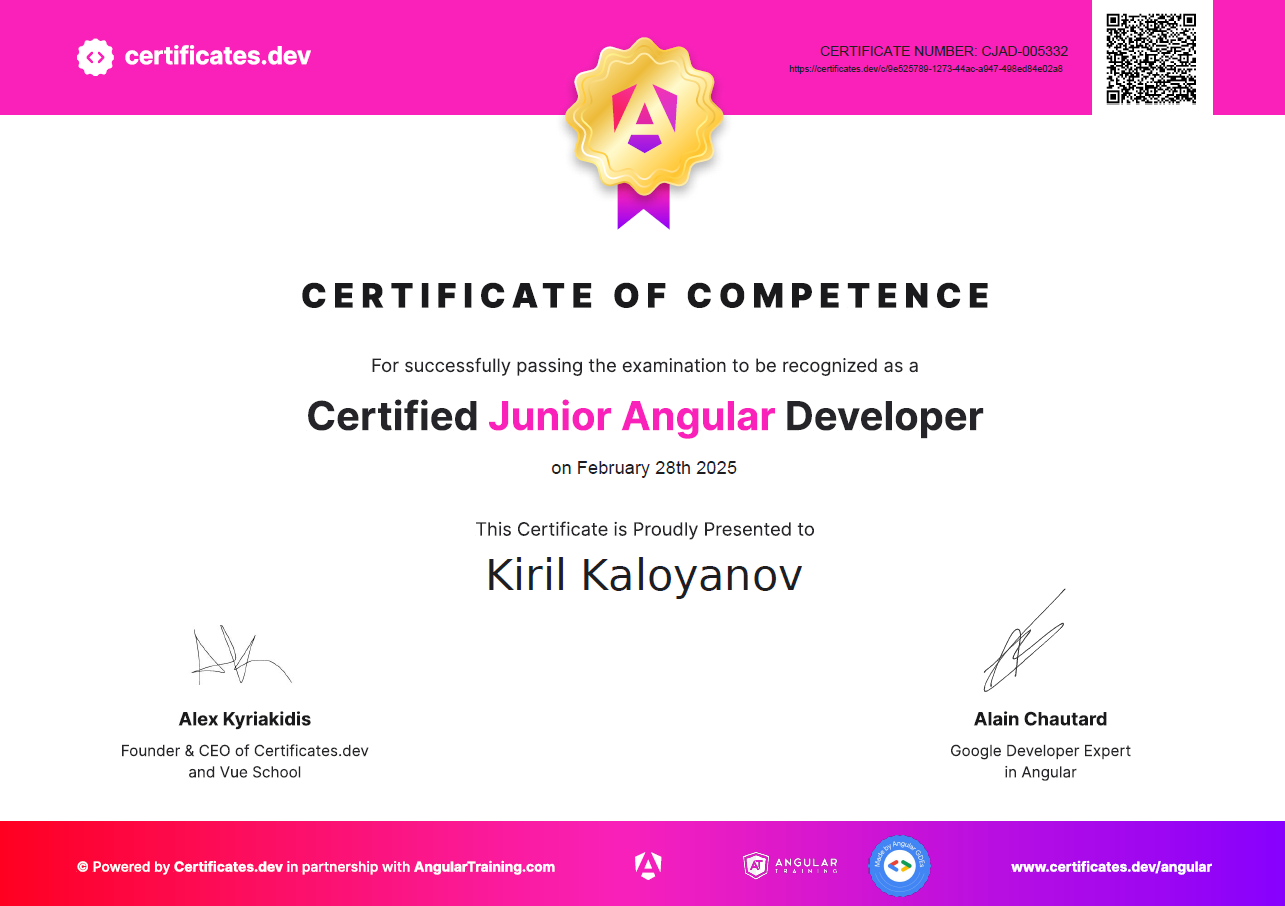 certificates.dev
CERTIFICATE NUMBER: CJAD-005332
https://certificates.dev/c/9e525789-1273-44ac-a947-498ed84e02a8
CERTIFICATE OF COMPETENCE
For successfully passing the examination to be recognized as a
Certified Junior Angular Developer
on February 28th 2025
This Certificate is Proudly Presented to
Kiril Kaloyanov
Alex Kyriakidis
Founder & CEO of Certificates.dev
and Vue School
Alain Chautard
Google Developer Expert
in Angular
© Powered by Certificates.dev in partnership with AngularTraining.com
AT
ANGULAR
TRAINING
Made by Angular GDEs
www.certificates.dev/angular